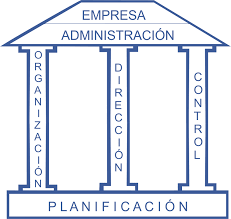 EMPRESA
ADMINISTRACIÓN
ORGANIZACIÓN
DIRECCIÓN
CONTROL
PLANIFICACIÓN